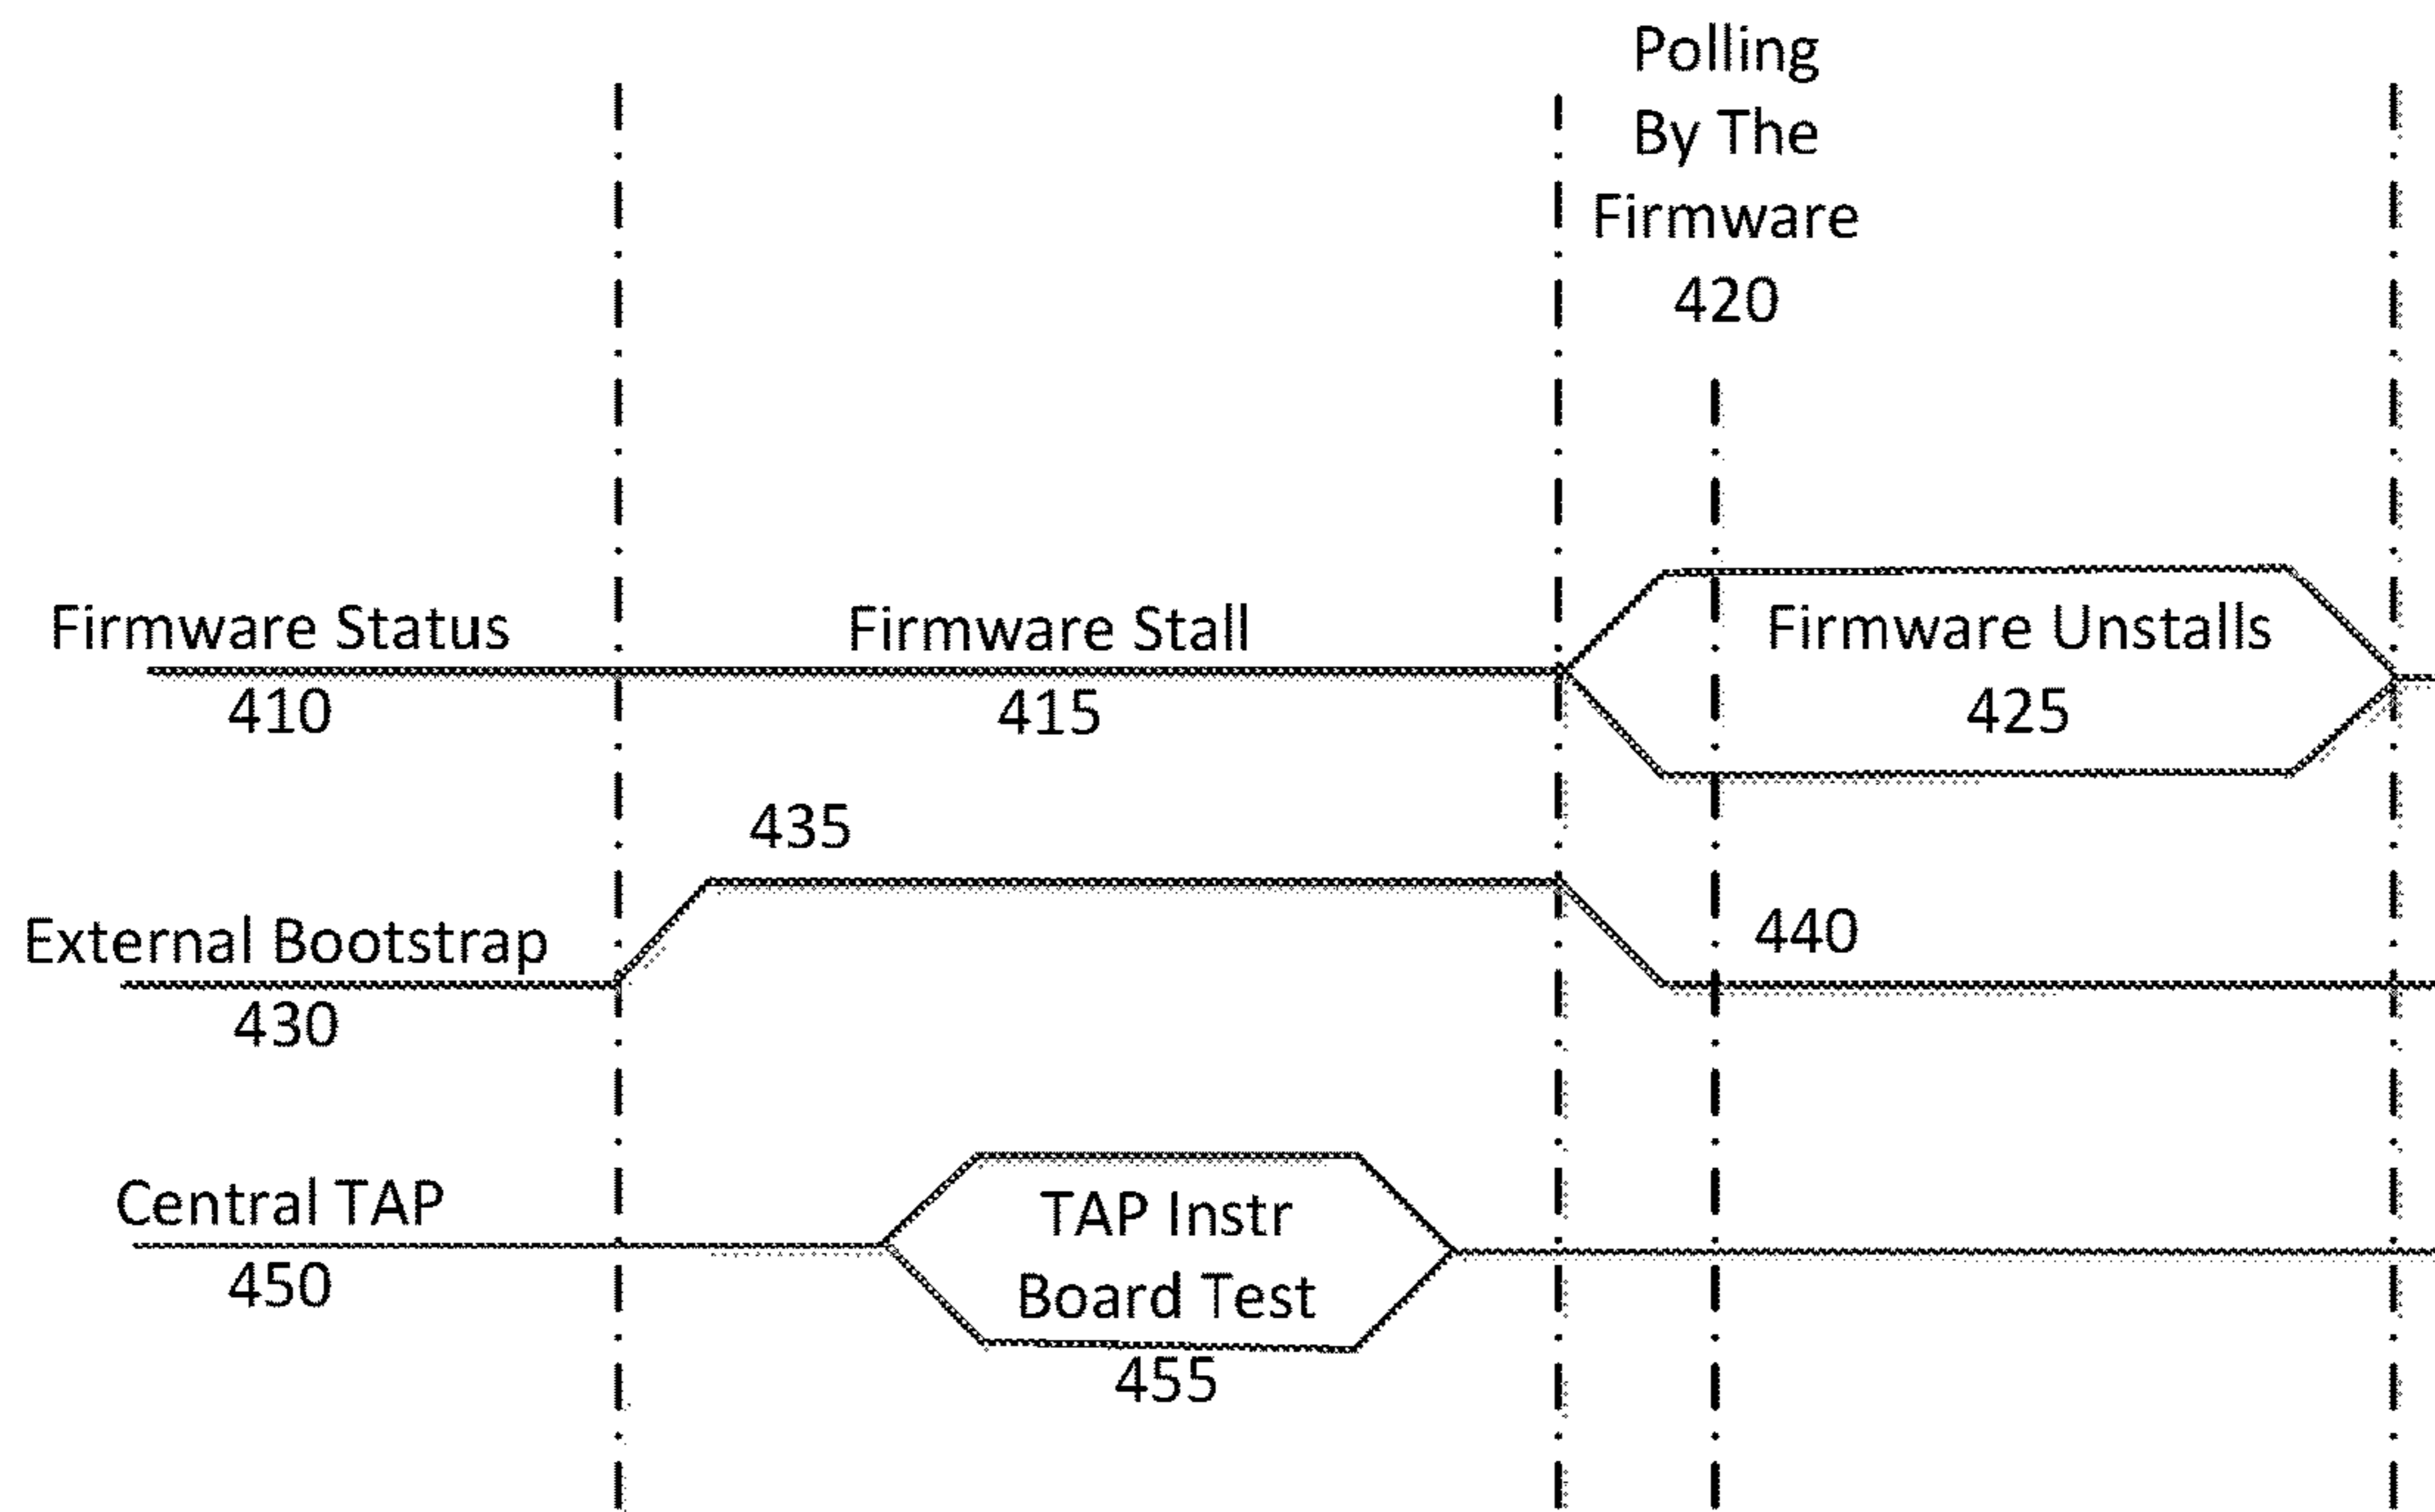 Polling
By The
Firmware
420
Firmware Status
410
Firmware Stall
415
Firmware Unstalls
425
435
External Bootstrap
430
440
Central TAP
450
TAP Instr
Board Test
455